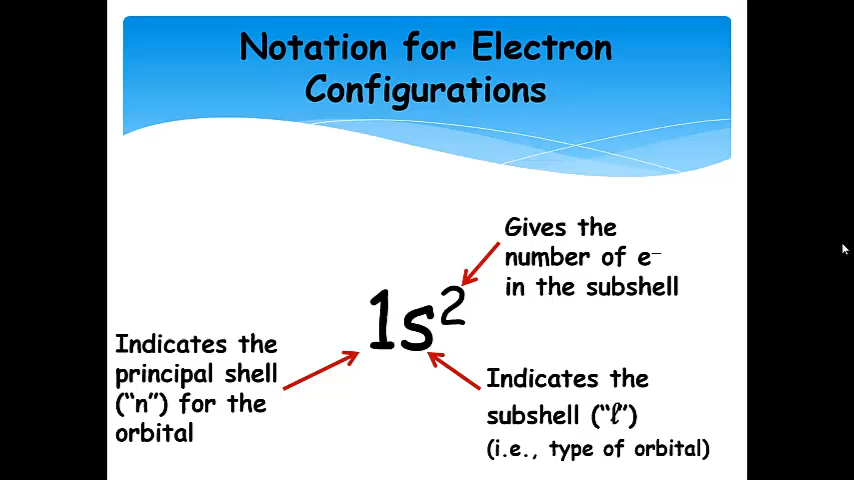 Notation for Electron
Configurations
Gives the
number of e⁻
in the subshell
1s²
Indicates the
principal shell
(“n”) for the
orbital
Indicates the
subshell (“ℓ”)
(i.e., type of orbital)